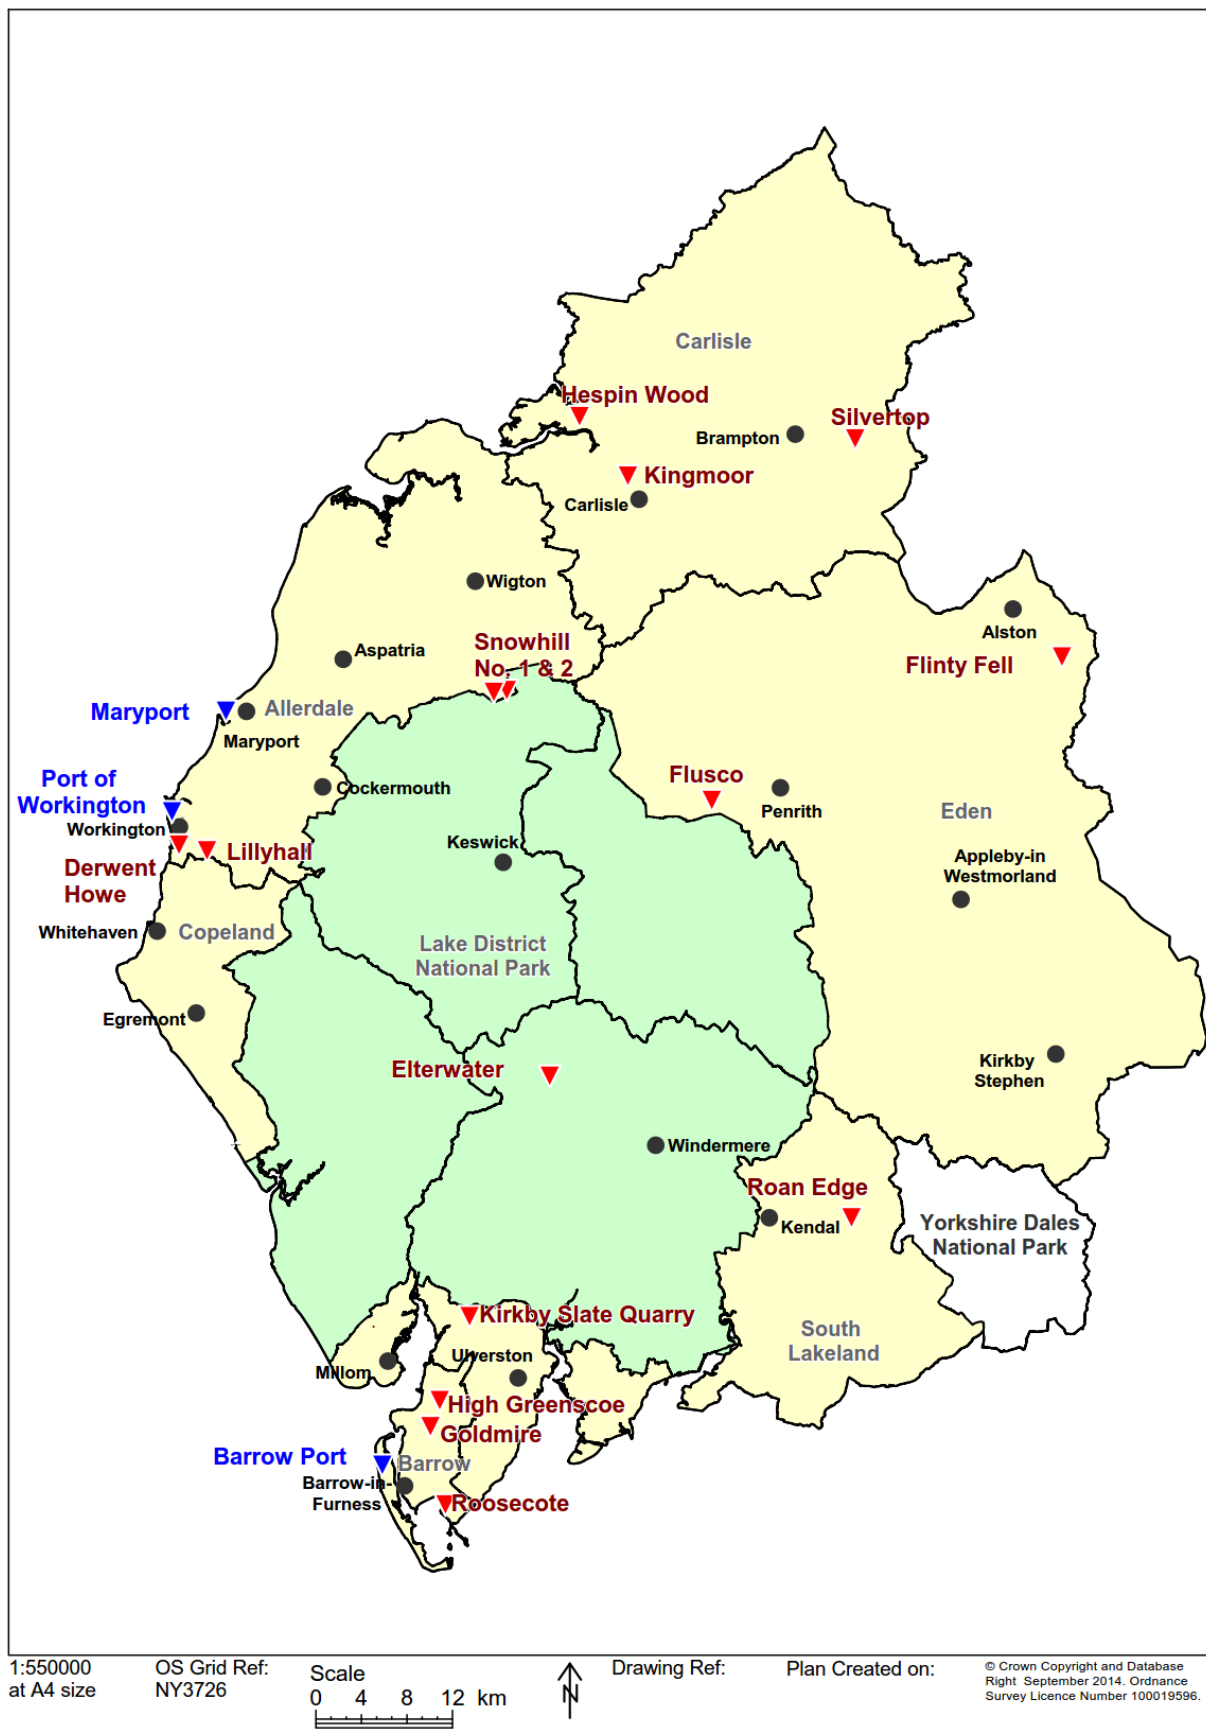 Carlisle
Hespin Wood
Silvertop
Brampton
Kingmoor
Carlisle
Wigton
Alston
Snowhill
No. 1 & 2
Aspatria
Flinty Fell
Maryport
Allerdale
Maryport
Port of
Workington
Cockermouth
Flusco
Penrith
Eden
Workington
Lillyhall
Keswick
Derwent
Howe
Appleby-in
Westmorland
Whitehaven
Copeland
Lake District
National Park
Egremont
Elterwater
Kirkby
Stephen
Windermere
Roan Edge
Kendal
Yorkshire Dales
National Park
Kirkby Slate Quarry
South
Lakeland
Ulverston
Millom
High Greenscoe
Goldmire
Barrow Port
Barrow
Barrow-in-
Furness
Roosecote
1:550000
at A4 size
OS Grid Ref:
NY3726
Scale
0 4 8 12 km
N
Drawing Ref:
Plan Created on:
© Crown Copyright and Database
Right September 2014. Ordnance
Survey Licence Number 100019596.